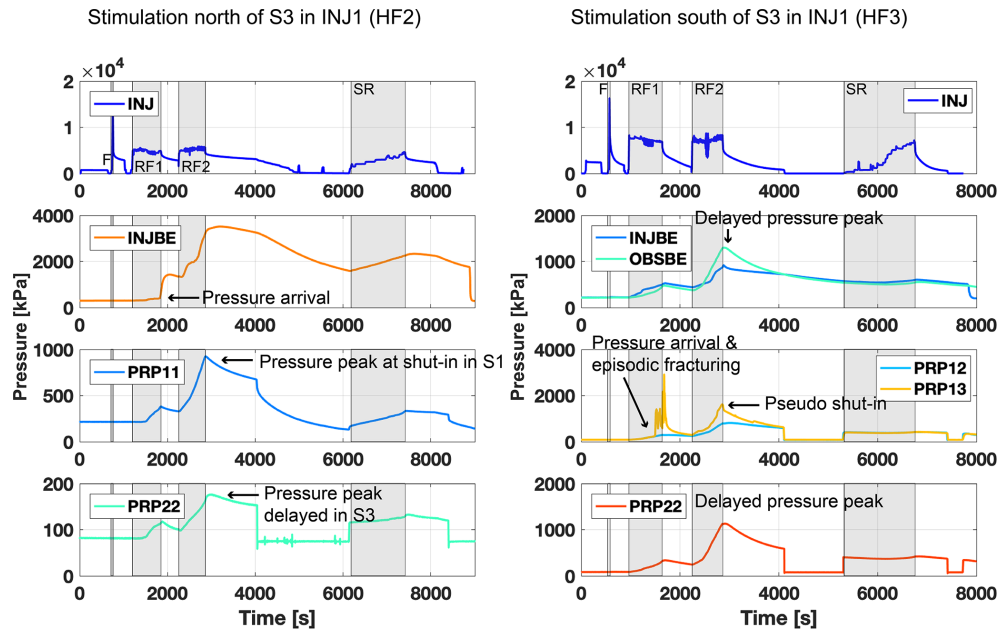 Stimulation north of S3 in INJ1 (HF2)
Stimulation south of S3 in INJ1 (HF3)
×10⁴
2
1
0
INJ
F
RF1
RF2
SR
0 2000 4000 6000 8000
4000
2000
0
INJBE
Pressure arrival
0 2000 4000 6000 8000
1000
500
0
PRP11
Pressure peak at shut-in in S1
0 2000 4000 6000 8000
200
100
0
PRP22
Pressure peak
delayed in S3
0 2000 4000 6000 8000
Time [s]
Pressure [kPa]
×10⁴
2
1
0
F
RF1
RF2
SR
INJ
0 2000 4000 6000 8000
2000
1000
0
INJBE
OBSBE
Delayed pressure peak
0 2000 4000 6000 8000
4000
2000
0
Pressure arrival &
episodic fracturing
PRP12
PRP13
Pseudo shut-in
0 2000 4000 6000 8000
2000
1000
0
PRP22
Delayed pressure peak
0 2000 4000 6000 8000
Time [s]
Pressure [kPa]